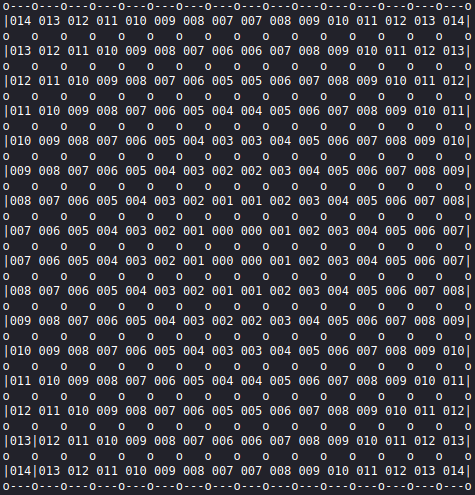 o---o---o---o---o---o---o---o---o---o---o---o---o---o---o---o---o
|014 013 012 011 010 009 008 007 007 008 009 010 011 012 013 014|
o   o   o   o   o   o   o   o   o   o   o   o   o   o   o   o   o
|013 012 011 010 009 008 007 006 006 007 008 009 010 011 012 013|
o   o   o   o   o   o   o   o   o   o   o   o   o   o   o   o   o
|012 011 010 009 008 007 006 005 005 006 007 008 009 010 011 012|
o   o   o   o   o   o   o   o   o   o   o   o   o   o   o   o   o
|011 010 009 008 007 006 005 004 004 005 006 007 008 009 010 011|
o   o   o   o   o   o   o   o   o   o   o   o   o   o   o   o   o
|010 009 008 007 006 005 004 003 003 004 005 006 007 008 009 010|
o   o   o   o   o   o   o   o   o   o   o   o   o   o   o   o   o
|009 008 007 006 005 004 003 002 002 003 004 005 006 007 008 009|
o   o   o   o   o   o   o   o   o   o   o   o   o   o   o   o   o
|008 007 006 005 004 003 002 001 001 002 003 004 005 006 007 008|
o   o   o   o   o   o   o   o   o   o   o   o   o   o   o   o   o
|007 006 005 004 003 002 001 000 000 001 002 003 004 005 006 007|
o   o   o   o   o   o   o   o   o   o   o   o   o   o   o   o   o
|007 006 005 004 003 002 001 000 000 001 002 003 004 005 006 007|
o   o   o   o   o   o   o   o   o   o   o   o   o   o   o   o   o
|008 007 006 005 004 003 002 001 001 002 003 004 005 006 007 008|
o   o   o   o   o   o   o   o   o   o   o   o   o   o   o   o   o
|009 008 007 006 005 004 003 002 002 003 004 005 006 007 008 009|
o   o   o   o   o   o   o   o   o   o   o   o   o   o   o   o   o
|010 009 008 007 006 005 004 003 003 004 005 006 007 008 009 010|
o   o   o   o   o   o   o   o   o   o   o   o   o   o   o   o   o
|011 010 009 008 007 006 005 004 004 005 006 007 008 009 010 011|
o   o   o   o   o   o   o   o   o   o   o   o   o   o   o   o   o
|012 011 010 009 008 007 006 005 005 006 007 008 009 010 011 012|
o   o   o   o   o   o   o   o   o   o   o   o   o   o   o   o   o
|013|012 011 010 009 008 007 006 006 007 008 009 010 011 012 013|
o   o   o   o   o   o   o   o   o   o   o   o   o   o   o   o   o
|014|013 012 011 010 009 008 007 007 008 009 010 011 012 013 014|
o---o---o---o---o---o---o---o---o---o---o---o---o---o---o---o---o